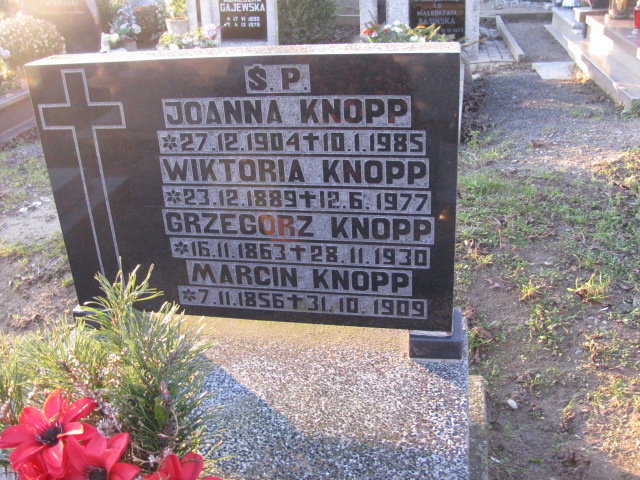 GAJEWSKA
Ś.P.
JOANNA KNOPP
*27.12.1904 +10.1.1985
WIKTORIA KNOPP
*23.12.1889 +12.6.1977
GRZEGORZ KNOPP
*16.11.1863 +28.11.1930
MARCIN KNOPP
*7.11.1856 +31.10.1909